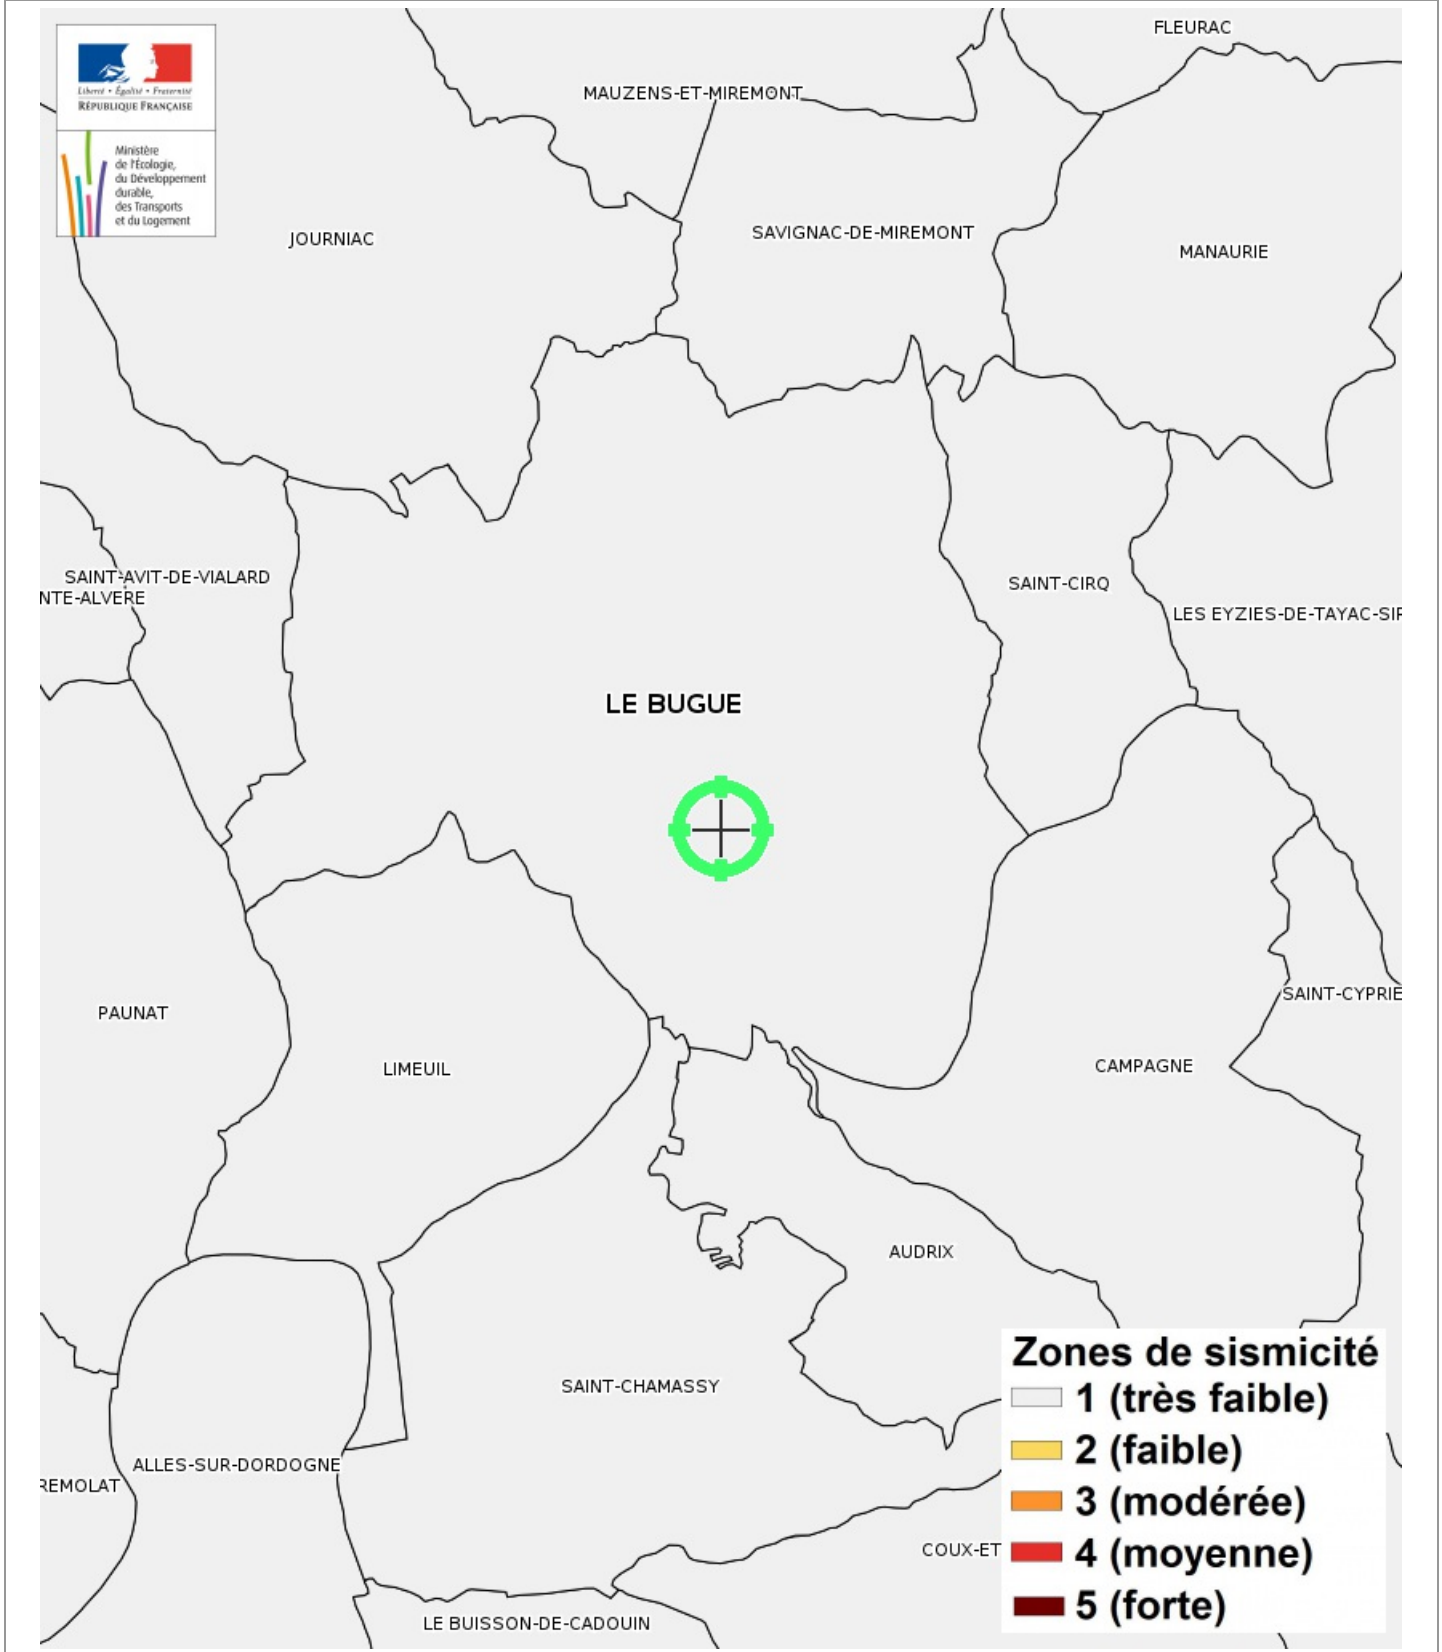 Liberté • Égalité • Fraternité
RÉPUBLIQUE FRANÇAISE
Ministère
de l'Écologie,
du Développement
durable,
des Transports
et du Logement
FLEURAC
MAUZENS-ET-MIREMONT
JOURNIAC
SAVIGNAC-DE-MIREMONT
MANAURIE
SAINT-AVIT-DE-VIALARD
NTE-ALVERE
SAINT-CIRQ
LES EYZIES-DE-TAYAC-SIR
LE BUGUE
SAINT-CYPRIE
PAUNAT
LIMEUIL
CAMPAGNE
AUDRIX
SAINT-CHAMASSY
ALLES-SUR-DORDOGNE
REMOLAT
COUX-ET
LE BUISSON-DE-CADOUIN
Zones de sismicité
1 (très faible)
2 (faible)
3 (modérée)
4 (moyenne)
5 (forte)